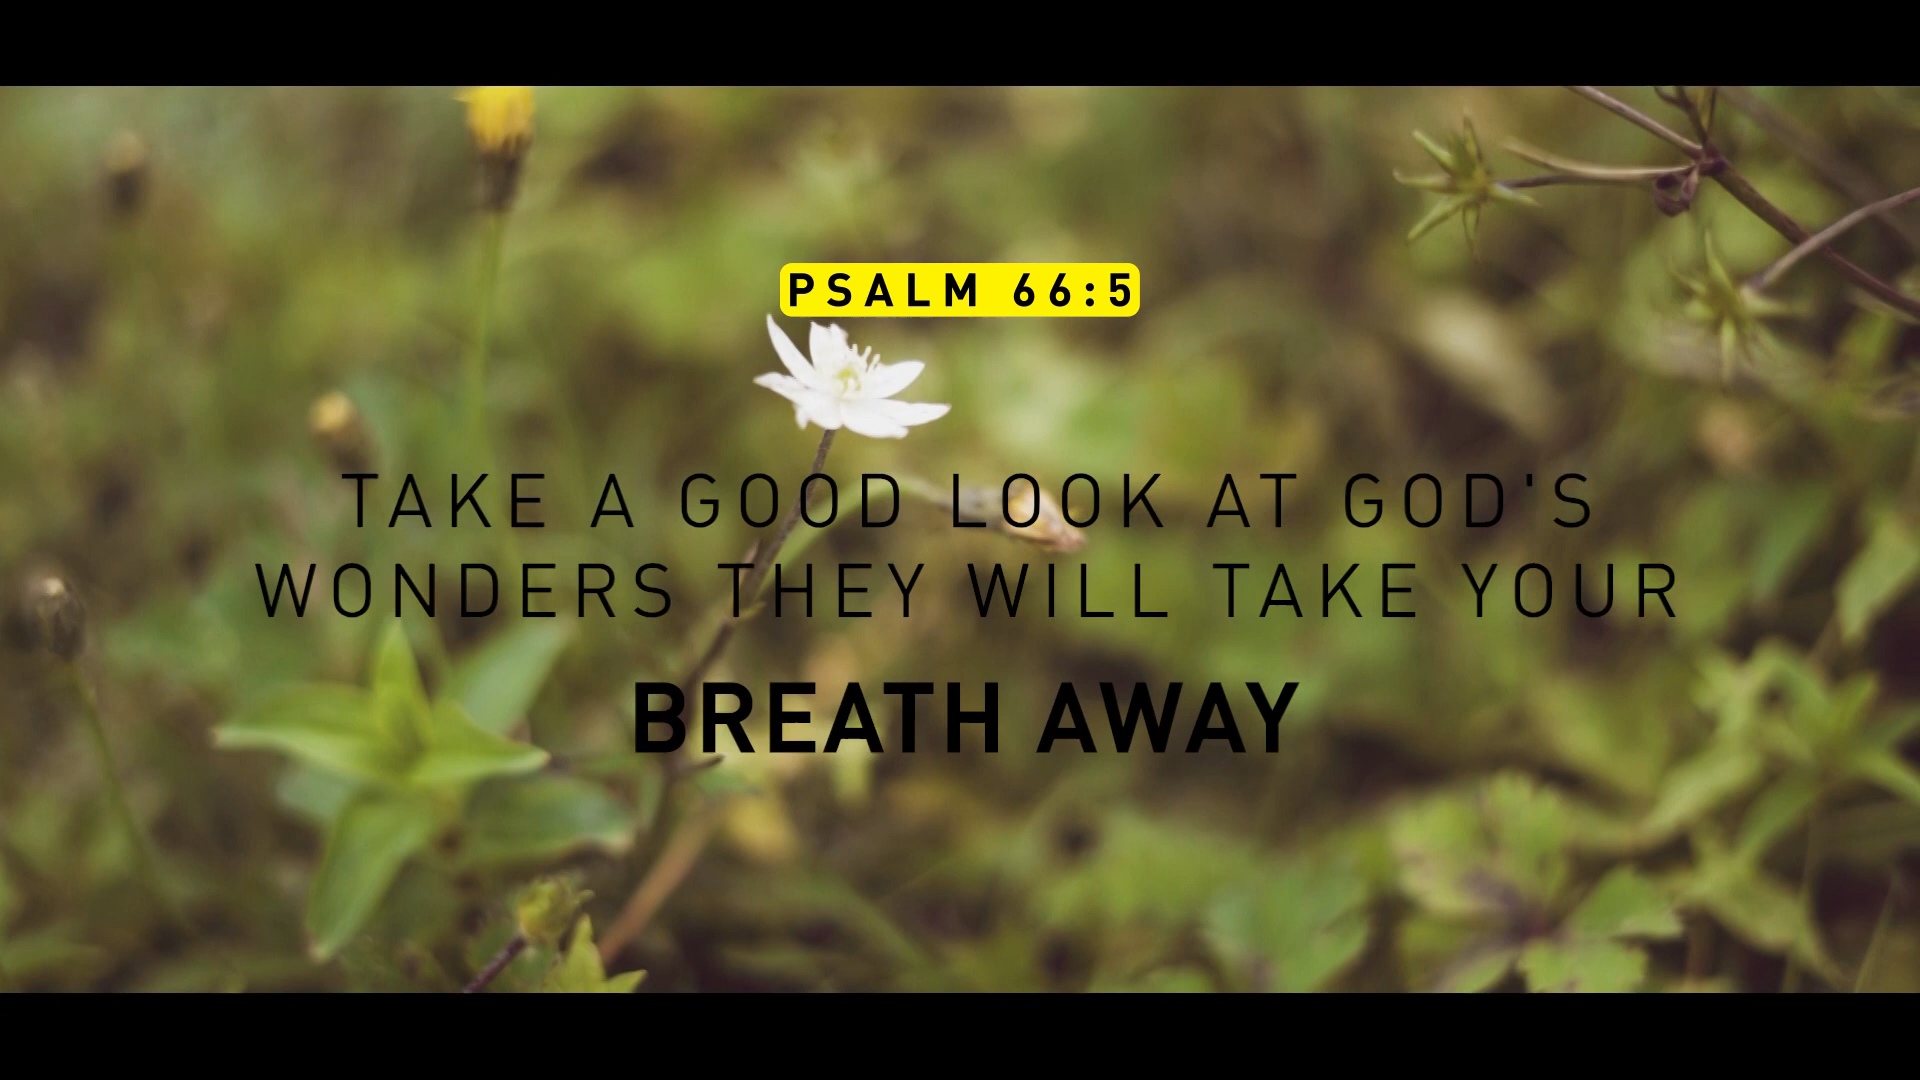 PSALM 66:5
TAKE A GOOD LOOK AT GOD'S
WONDERS THEY WILL TAKE YOUR
BREATH AWAY